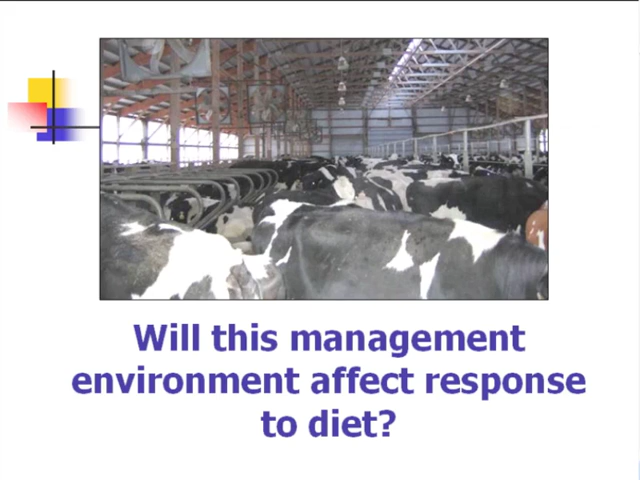 Will this management
environment affect response
to diet?